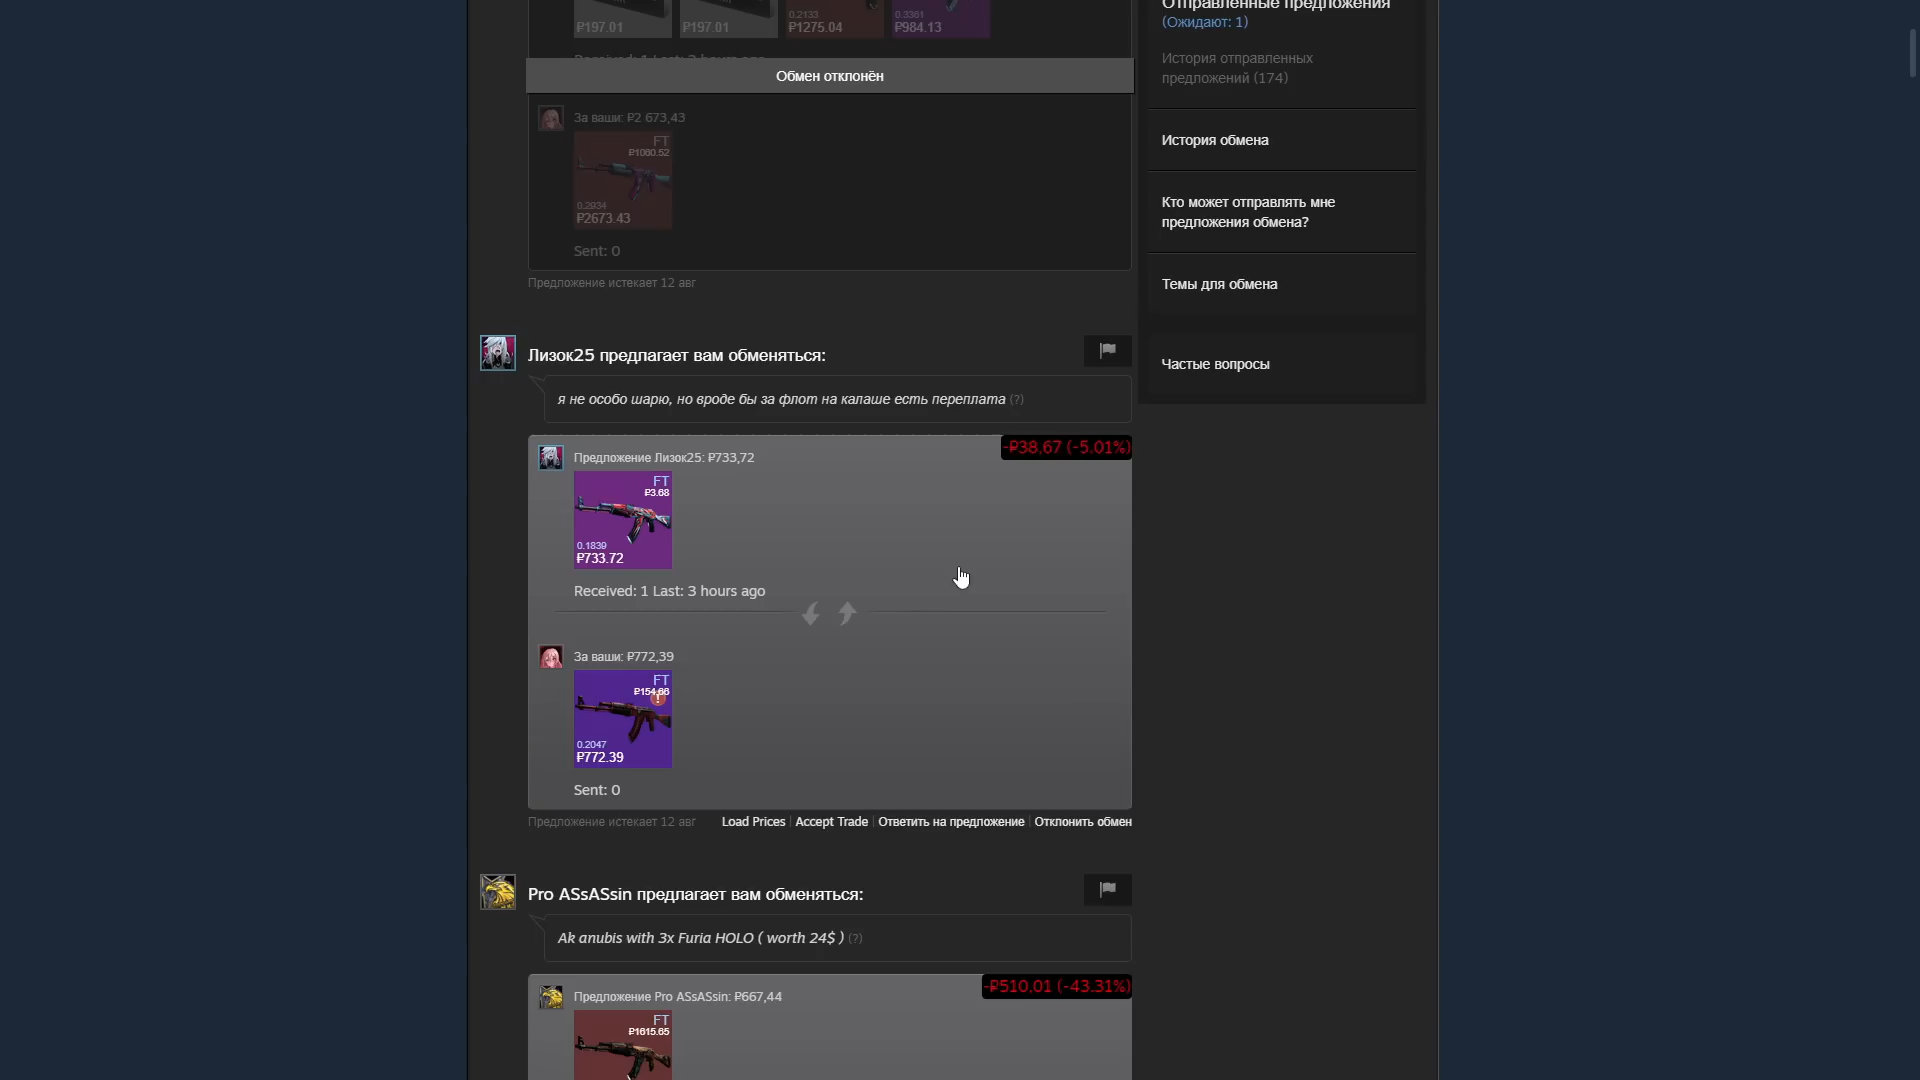 ₽197.01
₽197.01
0.2133
₽1275.04
0.3361
₽984.13
Обмен отклонён
За ваши: ₽2 673,43
FT
₽1060.52
0.2934
₽2673.43
Sent: 0
Предложение истекает 12 авг
Лизок25 предлагает вам обменяться:
я не особо шарю, но вроде бы за флот на калаше есть переплата (?)
-₽38,67 (-5.01%)
Предложение Лизок25: ₽733,72
FT
₽3.68
0.1839
₽733.72
Received: 1 Last: 3 hours ago
За ваши: ₽772,39
FT
₽154.66
0.2047
₽772.39
Sent: 0
Предложение истекает 12 авг
Load Prices | Accept Trade | Ответить на предложение | Отклонить обмен
Pro ASsASsin предлагает вам обменяться:
Ak anubis with 3x Furia HOLO ( worth 24$ ) (?)
-₽510,01 (-43.31%)
Предложение Pro ASsASsin: ₽667,44
FT
₽1615.65
Отправленные предложения
(Ожидают: 1)
История отправленных
предложений (174)
История обмена
Кто может отправлять мне
предложения обмена?
Темы для обмена
Частые вопросы